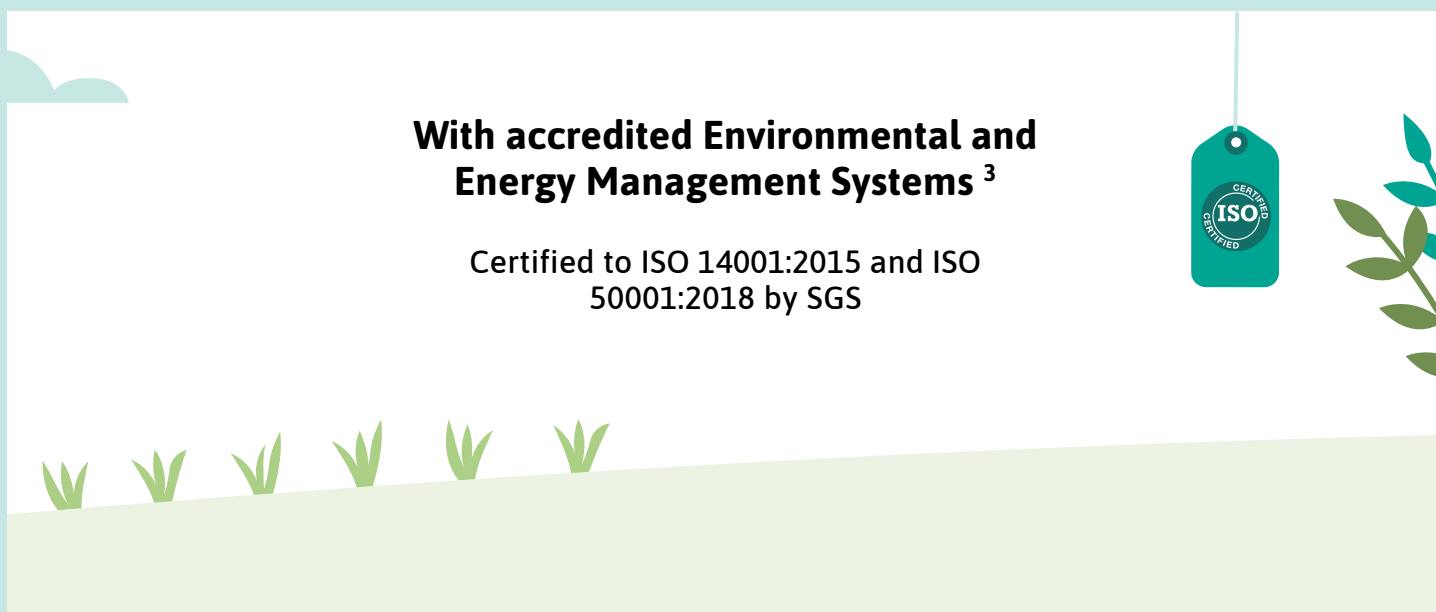 With accredited Environmental and
Energy Management Systems ³
Certified to ISO 14001:2015 and ISO
50001:2018 by SGS
CERTIFIED
ISO
CERTIFIED